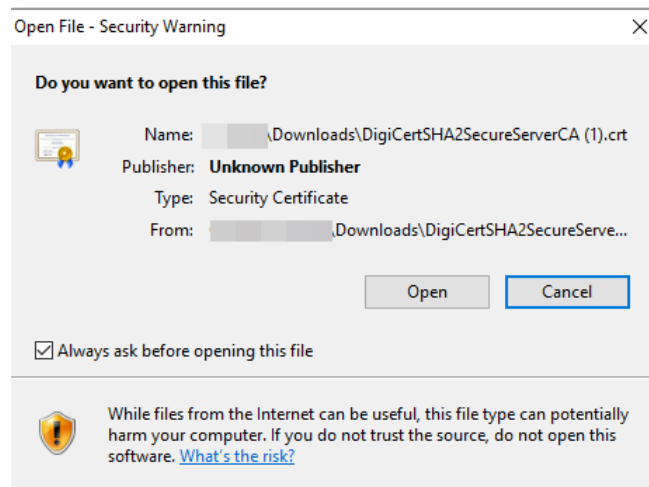 Open File - Security Warning
Do you want to open this file?
Name: \Downloads\DigiCertSHA2SecureServerCA (1).crt
Publisher: Unknown Publisher
Type: Security Certificate
From: \Downloads\DigiCertSHA2SecureServe...
Open Cancel
Always ask before opening this file
While files from the Internet can be useful, this file type can potentially
harm your computer. If you do not trust the source, do not open this
software. What's the risk?